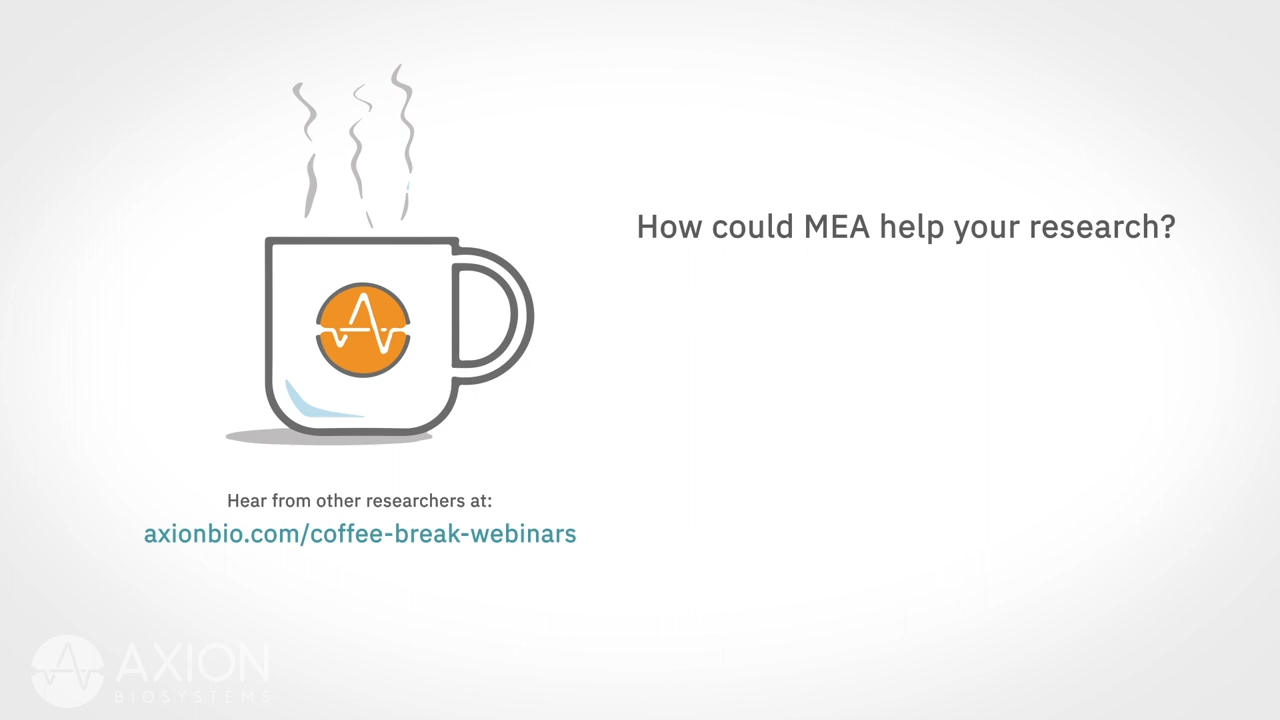 How could MEA help your research?
Hear from other researchers at:
axionbio.com/coffee-break-webinars
AXION
BIOSYSTEMS